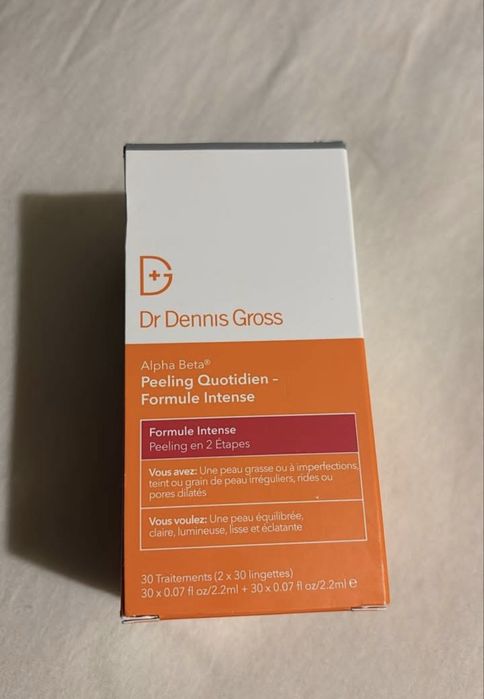 Dr Dennis Gross
Alpha Beta®
Peeling Quotidien –
Formule Intense
Formule Intense
Peeling en 2 Étapes
Vous avez: Une peau grasse ou à imperfections,
teint ou grain de peau irréguliers, rides ou
pores dilatés
Vous voulez: Une peau équilibrée,
claire, lumineuse, lisse et éclatante
30 Traitements (2 x 30 lingettes)
30 x 0.07 fl oz/2.2ml + 30 x 0.07 fl oz/2.2ml ℮